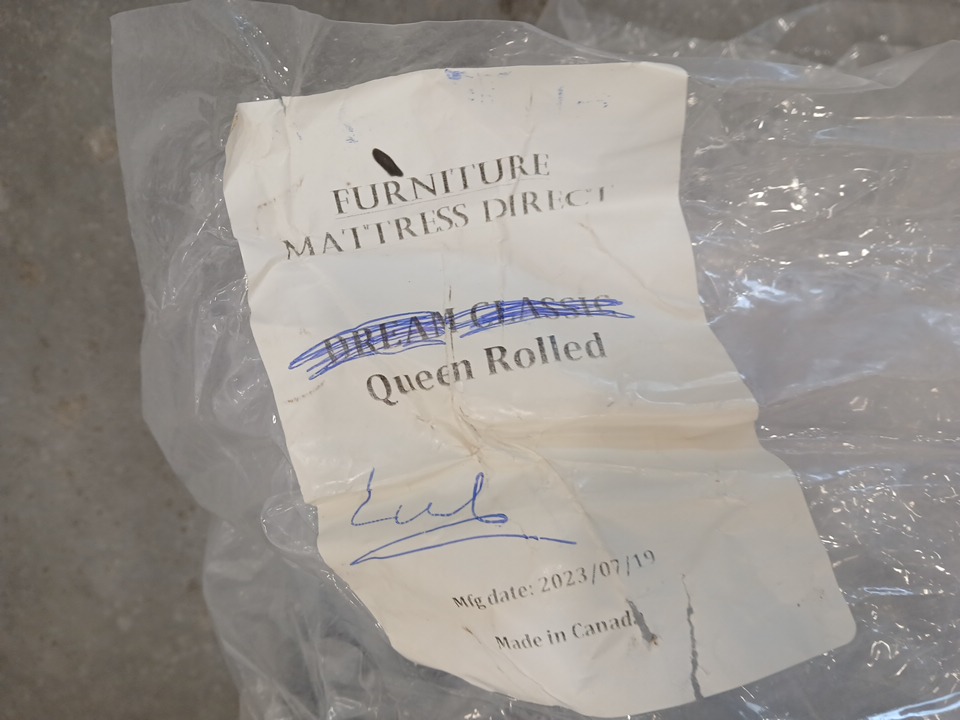 FURNITURE
MATTRESS DIRECT
DREAM CLASSIC
Queen Rolled
Mfg date: 2023/07/19
Made in Canada